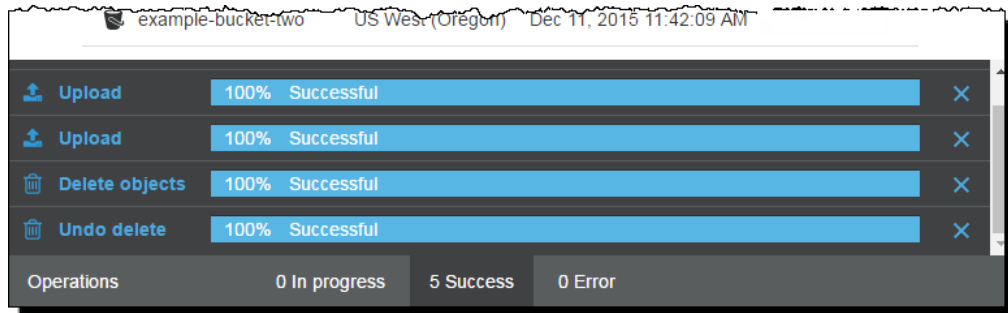 example-bucket-two US West (Oregon) Dec 11, 2015 11:42:09 AM
Upload 100% Successful
Upload 100% Successful
Delete objects 100% Successful
Undo delete 100% Successful
Operations 0 In progress 5 Success 0 Error